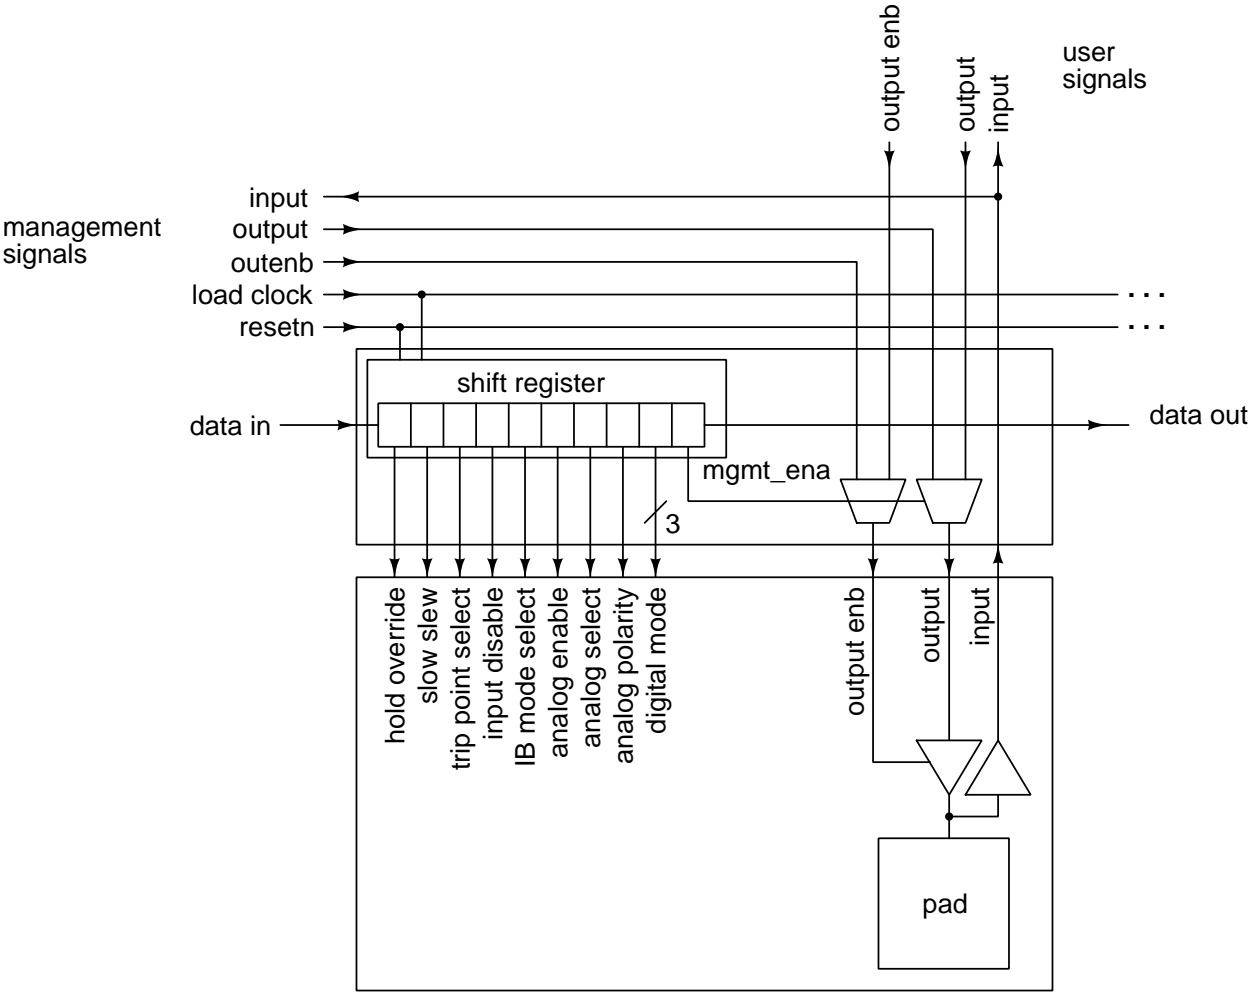 output enb
output
input
user
signals
input
output
outenb
load clock
resetn
management
signals
. . .
. . .
shift register
data in
data out
mgmt_ena
3
hold override
slow slew
trip point select
input disable
IB mode select
analog enable
analog select
analog polarity
digital mode
output enb
output
input
pad